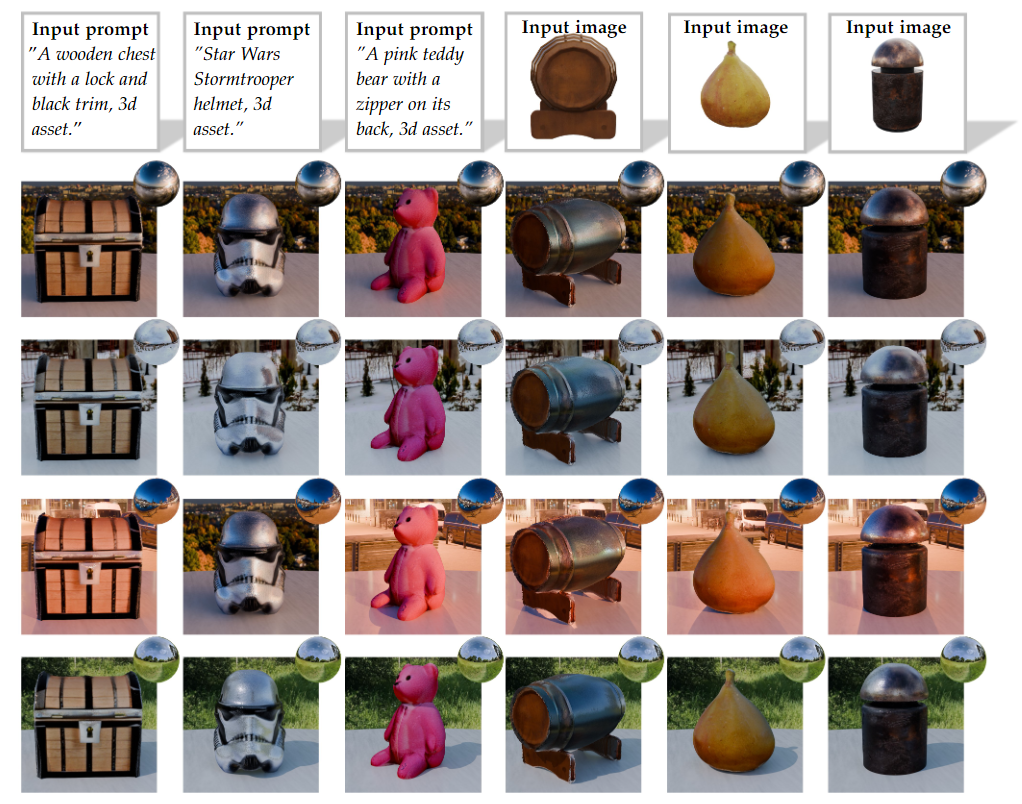 Input prompt
"A wooden chest
with a lock and
black trim, 3d
asset."
Input prompt
"Star Wars
Stormtrooper
helmet, 3d
asset."
Input prompt
"A pink teddy
bear with a
zipper on its
back, 3d asset."
Input image
Input image
Input image